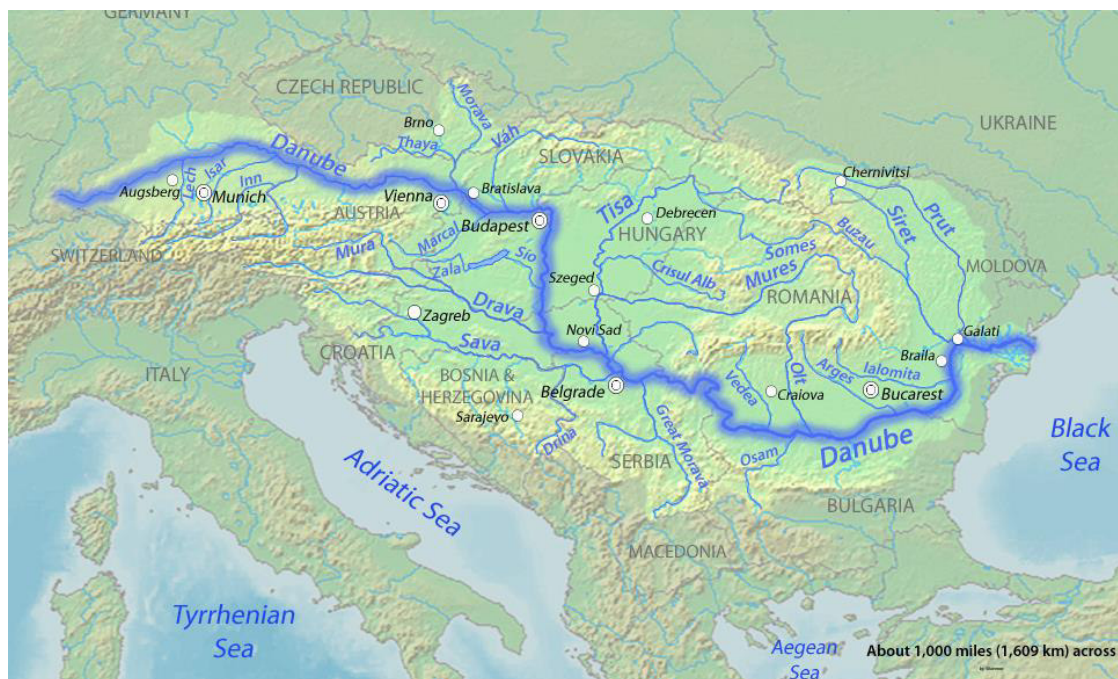 GERMANY
CZECH REPUBLIC
Morava
Brno
Váh
Thaya
UKRAINE
SLOVAKIA
Danube
Chernivitsi
Augsberg
Lech
Isar
Inn
Munich
Vienna
Bratislava
AUSTRIA
Budapest
Tisa
Debrecen
HUNGARY
Prut
Siret
Buzau
SWITZERLAND
Mura
Marcal
Zalal
Sio
Somes
Crisul Alb
Mures
MOLDOVA
Szeged
ROMANIA
Drava
Zagreb
Sava
Novi Sad
Galati
Braila
CROATIA
ITALY
BOSNIA &
HERZEGOVINA
Belgrade
Vedea
Olt
Arges
Ialomita
Craiova
Bucarest
Sarajevo
Drina
Great Morava
SERBIA
Osam
Danube
Black
Sea
Adriatic Sea
BULGARIA
MACEDONIA
Tyrrhenian
Sea
Aegean
Sea
About 1,000 miles (1,609 km) across